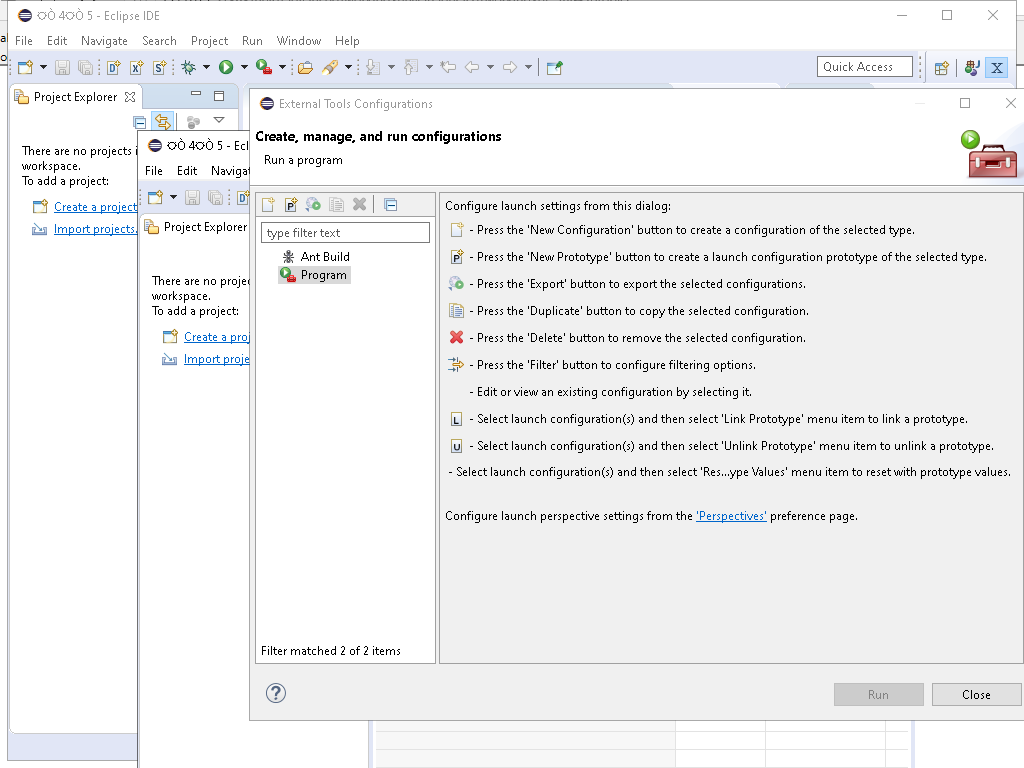 ⴔÒ 4ⴔÒ 5 - Eclipse IDE
File Edit Navigate Search Project Run Window Help
Quick Access
Project Explorer
There are no projects i
workspace.
To add a project:
Create a project
Import projects.
File Edit Navigat
Project Explorer
There are no projec
workspace.
To add a project:
Create a proj
Import proje
External Tools Configurations
Create, manage, and run configurations
Run a program
type filter text
Ant Build
Program
Filter matched 2 of 2 items
Configure launch settings from this dialog:
- Press the 'New Configuration' button to create a configuration of the selected type.
- Press the 'New Prototype' button to create a launch configuration prototype of the selected type.
- Press the 'Export' button to export the selected configurations.
- Press the 'Duplicate' button to copy the selected configuration.
- Press the 'Delete' button to remove the selected configuration.
- Press the 'Filter' button to configure filtering options.
- Edit or view an existing configuration by selecting it.
- Select launch configuration(s) and then select 'Link Prototype' menu item to link a prototype.
- Select launch configuration(s) and then select 'Unlink Prototype' menu item to unlink a prototype.
- Select launch configuration(s) and then select 'Res...ype Values' menu item to reset with prototype values.
Configure launch perspective settings from the 'Perspectives' preference page.
Run
Close